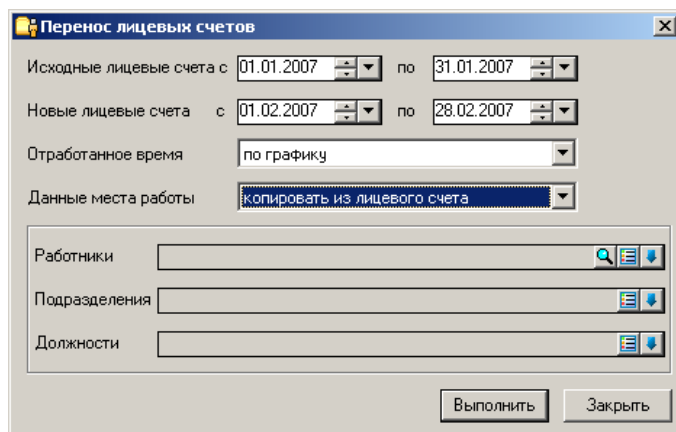 Перенос лицевых счетов
Исходные лицевые счета с 01.01.2007 по 31.01.2007
Новые лицевые счета с 01.02.2007 по 28.02.2007
Отработанное время по графику
Данные места работы копировать из лицевого счета
Работники
Подразделения
Должности
Выполнить Закрыть